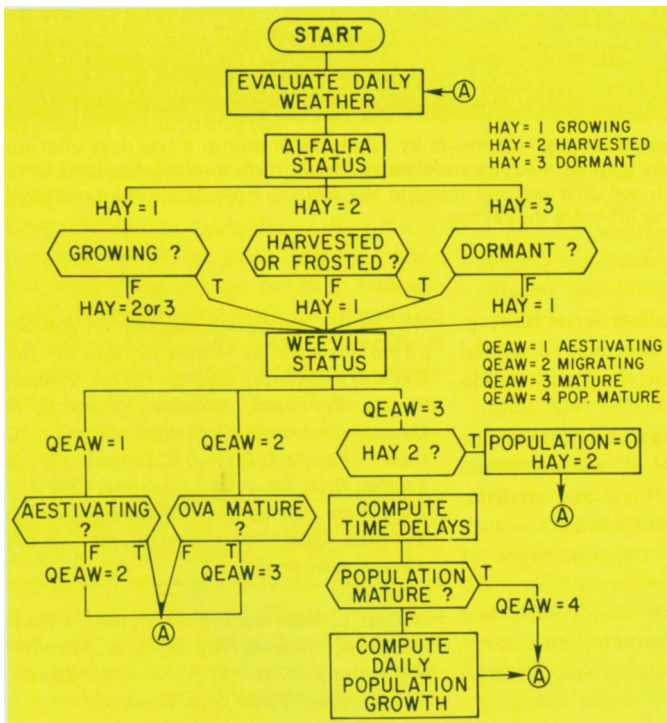 START
EVALUATE DAILY
WEATHER
A
ALFALFA
STATUS
HAY = 1 GROWING
HAY = 2 HARVESTED
HAY = 3 DORMANT
HAY = 1
HAY = 2
HAY = 3
GROWING ?
HARVESTED
OR FROSTED ?
DORMANT ?
F
T
F
T
T
F
HAY = 2 or 3
HAY = 1
HAY = 1
WEEVIL
STATUS
QEAW = 1 AESTIVATING
QEAW = 2 MIGRATING
QEAW = 3 MATURE
QEAW = 4 POP. MATURE
QEAW = 1
QEAW = 2
QEAW = 3
HAY 2 ?
T
POPULATION = 0
HAY = 2
F
A
AESTIVATING
?
OVA MATURE
?
COMPUTE
TIME DELAYS
F
T
F
T
QEAW = 2
QEAW = 3
A
POPULATION
MATURE ?
T
QEAW = 4
F
COMPUTE
DAILY
POPULATION
GROWTH
A